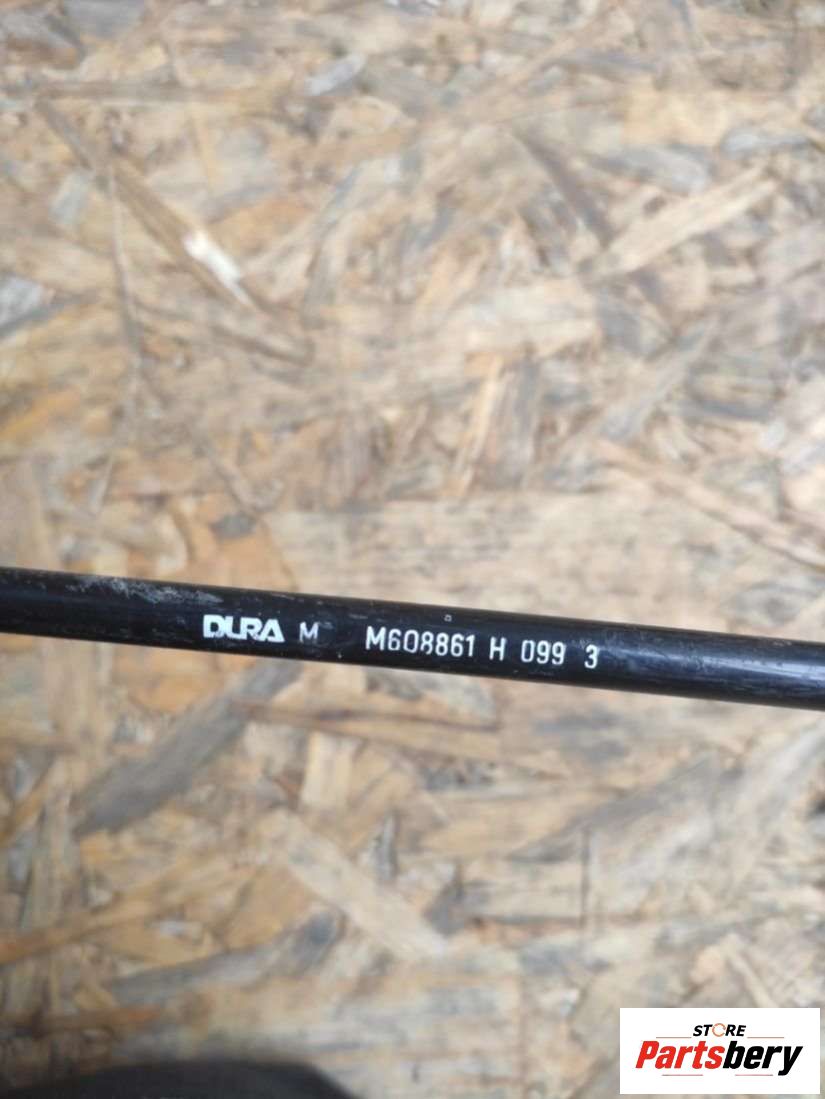 DURA M M608861 H 099 3
STORE
Partsbery